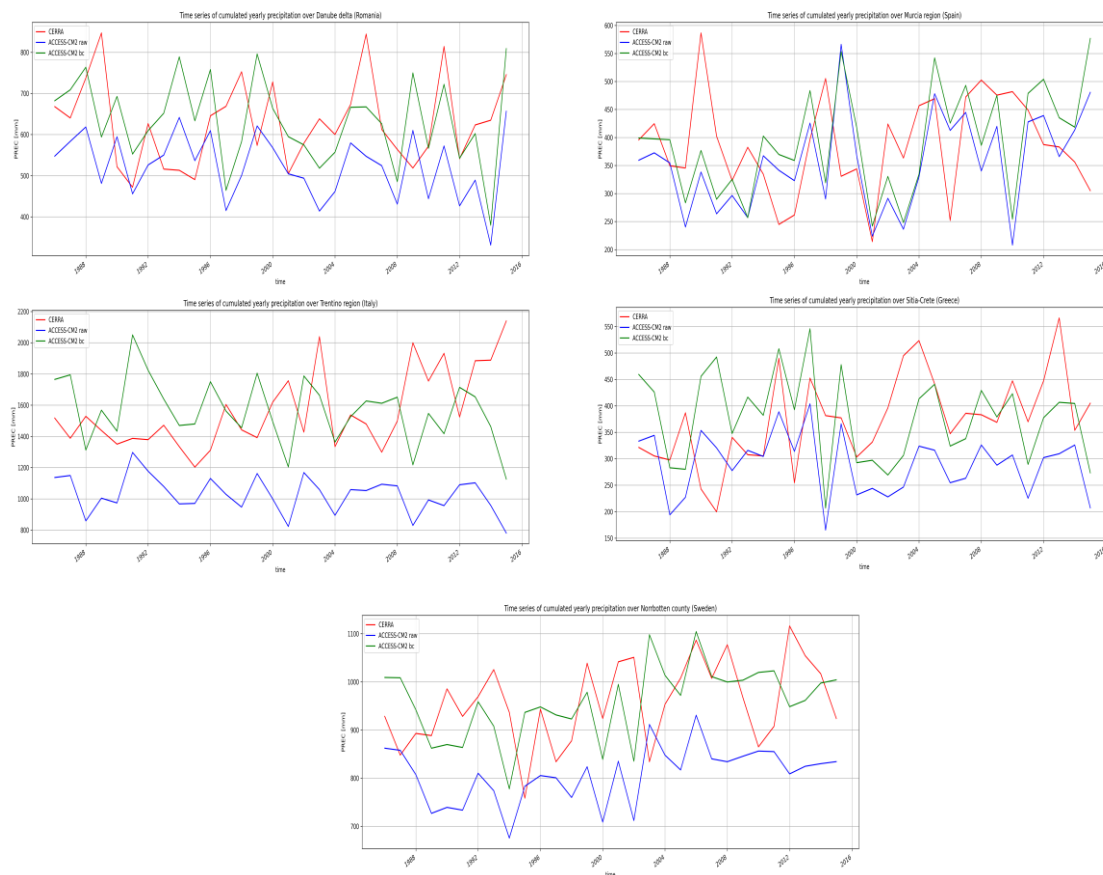 Time series of cumulated yearly precipitation over Danube delta (Romania)
CERRA
ACCESS-CM2 raw
ACCESS-CM2 bc
PREC [mm]
800
700
600
500
400
1988
1992
1996
2000
2004
2008
2012
2016
time
Time series of cumulated yearly precipitation over Murcia region (Spain)
CERRA
ACCESS-CM2 raw
ACCESS-CM2 bc
PREC [mm]
600
550
500
450
400
350
300
250
200
1988
1992
1996
2000
2004
2008
2012
2016
time
Time series of cumulated yearly precipitation over Trentino region (Italy)
CERRA
ACCESS-CM2 raw
ACCESS-CM2 bc
PREC [mm]
2200
2000
1800
1600
1400
1200
1000
800
1988
1992
1996
2000
2004
2008
2012
2016
time
Time series of cumulated yearly precipitation over Sitia-Crete (Greece)
CERRA
ACCESS-CM2 raw
ACCESS-CM2 bc
PREC [mm]
550
500
450
400
350
300
250
200
150
1988
1992
1996
2000
2004
2008
2012
2016
time
Time series of cumulated yearly precipitation over Norrbotten county (Sweden)
CERRA
ACCESS-CM2 raw
ACCESS-CM2 bc
PREC [mm]
1100
1000
900
800
700
1988
1992
1996
2000
2004
2008
2012
2016
time